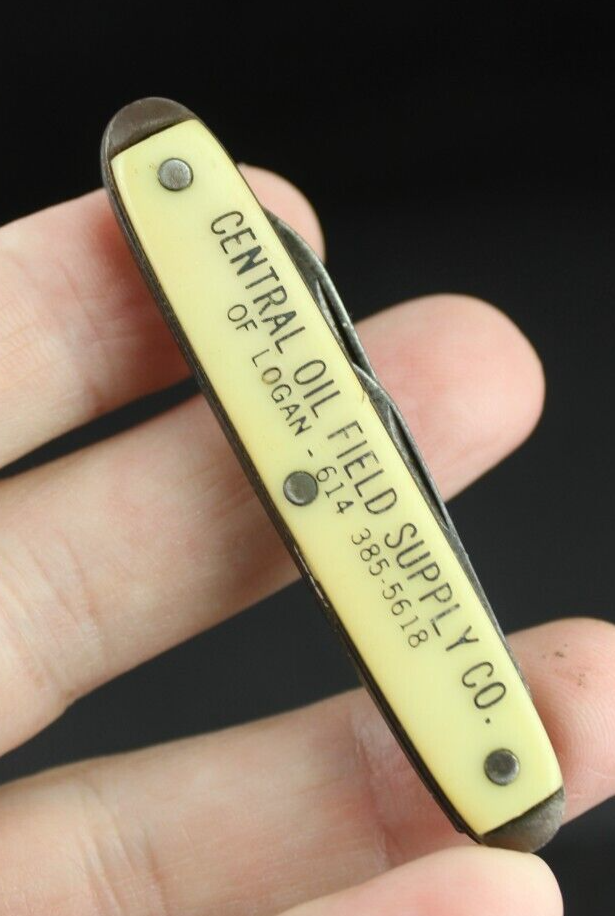 CENTRAL OIL FIELD SUPPLY CO.
OF LOGAN - 614 385-5618